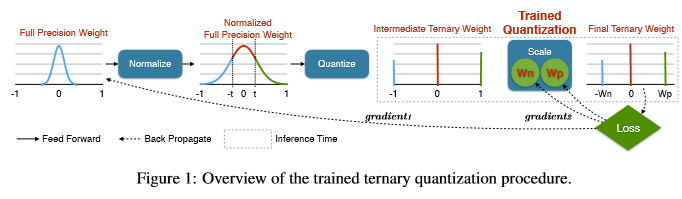 Full Precision Weight
Normalized
Full Precision Weight
Intermediate Ternary Weight
Trained
Quantization
Final Ternary Weight
Normalize
Quantize
Scale
Wn
Wp
-1 0 1
-1 -t 0 t 1
-1 0 1
-Wn 0 Wp
gradient1
gradient2
Loss
Feed Forward
Back Propagate
Inference Time
Figure 1: Overview of the trained ternary quantization procedure.